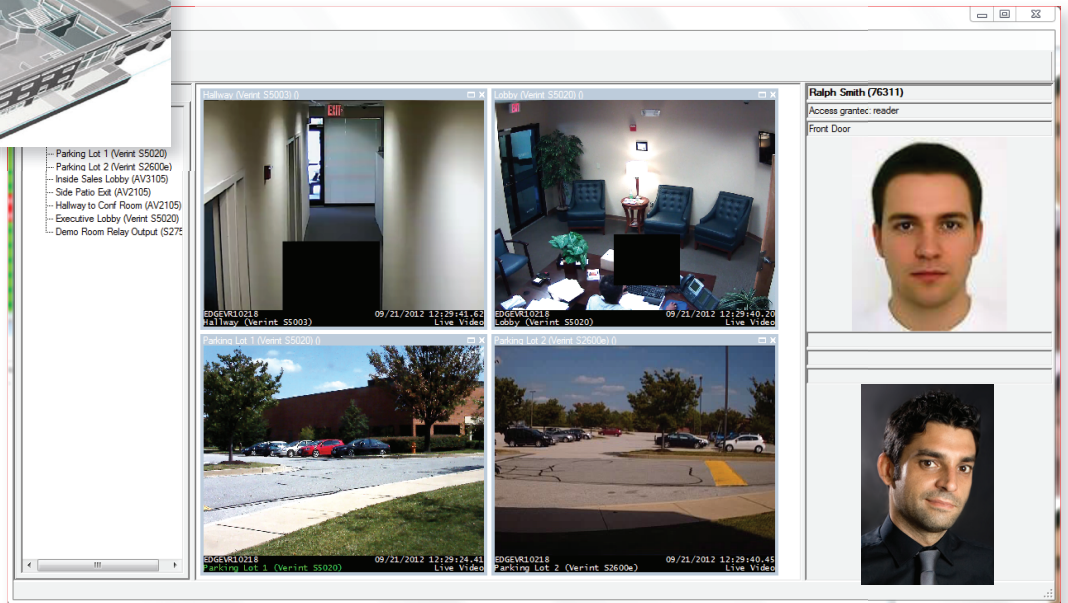 Parking Lot 1 (Verint S5020)
Parking Lot 2 (Verint S2600e)
Inside Sales Lobby (AV3105)
Side Patio Exit (AV2105)
Hallway to Conf Room (AV2105)
Executive Lobby (Verint S5020)
Demo Room Relay Output (S275
Hallway (Verint S5003) ()
EXIT
EDGEVR10218 09/21/2012 12:29:41.62
Hallway (Verint S5003) Live Video
Lobby (Verint S5020) ()
EDGEVR10218 09/21/2012 12:29:40.20
Lobby (Verint S5020) Live Video
Parking Lot 1 (Verint S5020) ()
EDGEVR10218 09/21/2012 12:29:24.41
Parking Lot 1 (Verint S5020) Live Video
Parking Lot 2 (Verint S2600e) ()
EDGEVR10218 09/21/2012 12:29:40.45
Parking Lot 2 (Verint S2600e) Live Video
Ralph Smith (76311)
Access granted: reader
Front Door